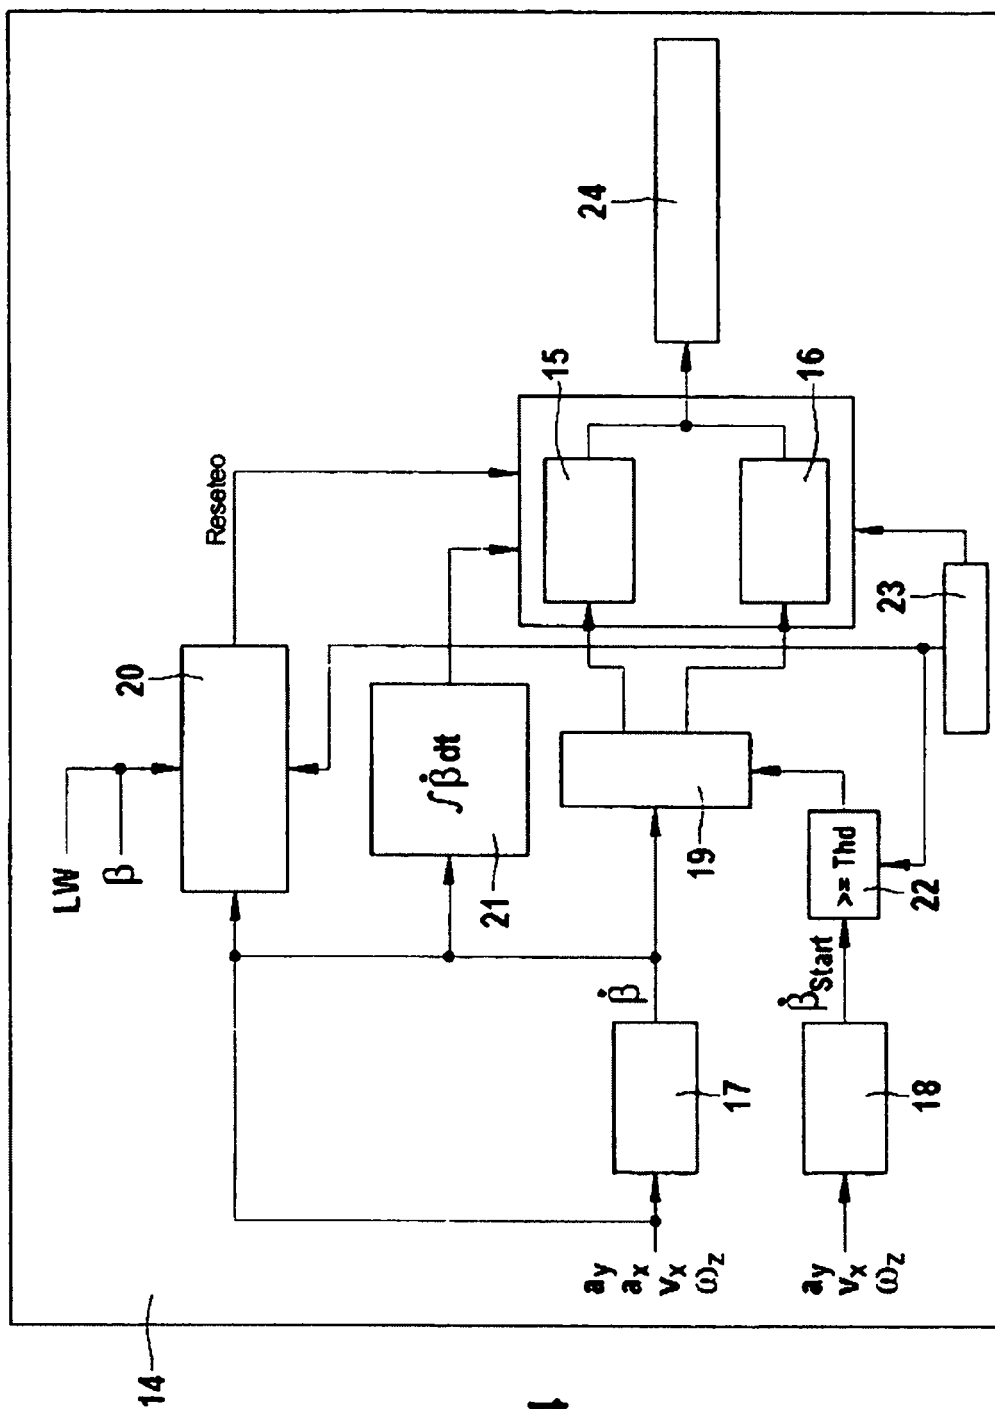 14
LW
β
20
Reseteo
21
∫β̇dt
β̇
17
a_y
a_x
v_x
ω_z
a_y
v_x
ω_z
18
β̇_Start
>= Thd
22
19
15
16
23
24